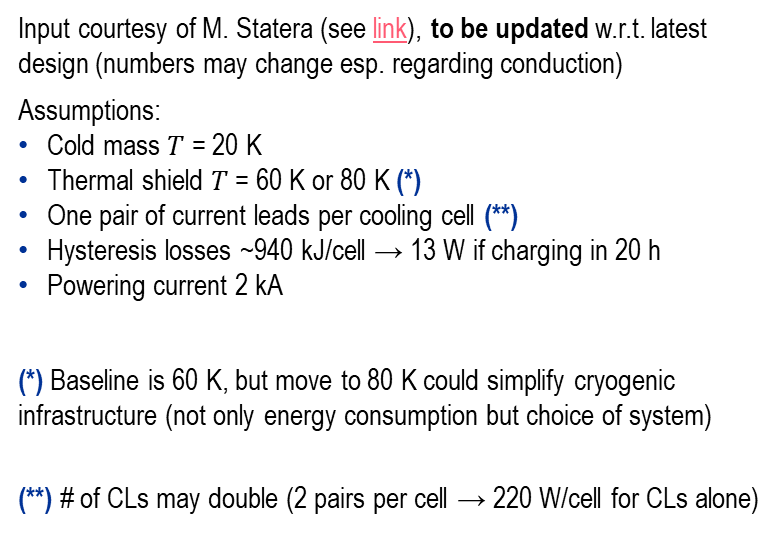 Input courtesy of M. Statera (see link), to be updated w.r.t. latest
design (numbers may change esp. regarding conduction)
Assumptions:
• Cold mass T = 20 K
• Thermal shield T = 60 K or 80 K (*)
• One pair of current leads per cooling cell (**)
• Hysteresis losses ~940 kJ/cell → 13 W if charging in 20 h
• Powering current 2 kA
(*) Baseline is 60 K, but move to 80 K could simplify cryogenic
infrastructure (not only energy consumption but choice of system)
(**) # of CLs may double (2 pairs per cell → 220 W/cell for CLs alone)